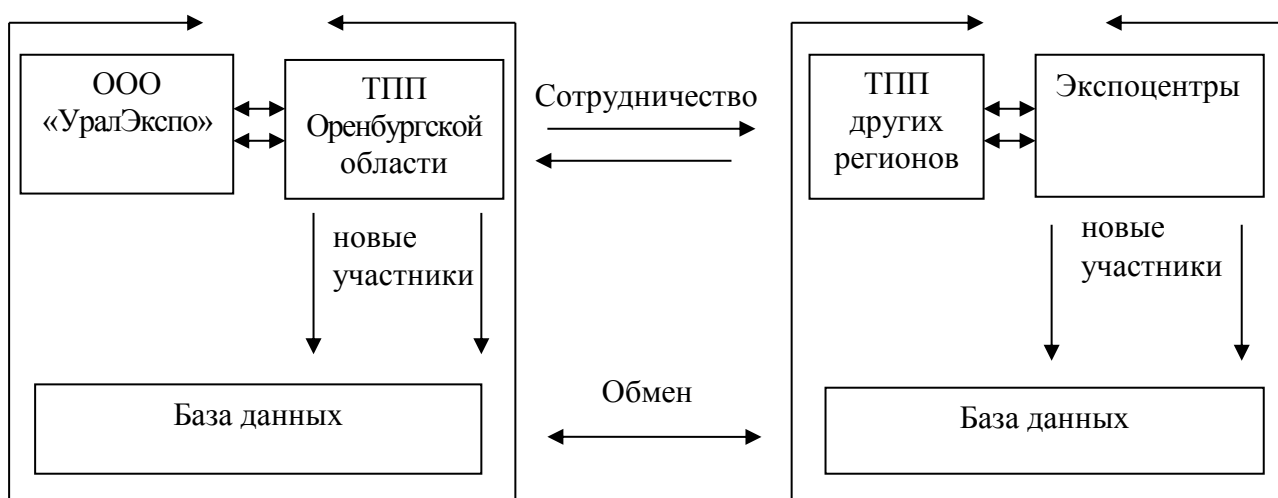 ООО
«УралЭкспо»
ТПП
Оренбургской
области
Сотрудничество
ТПП
других
регионов
Экспоцентры
новые
участники
новые
участники
База данных
Обмен
База данных